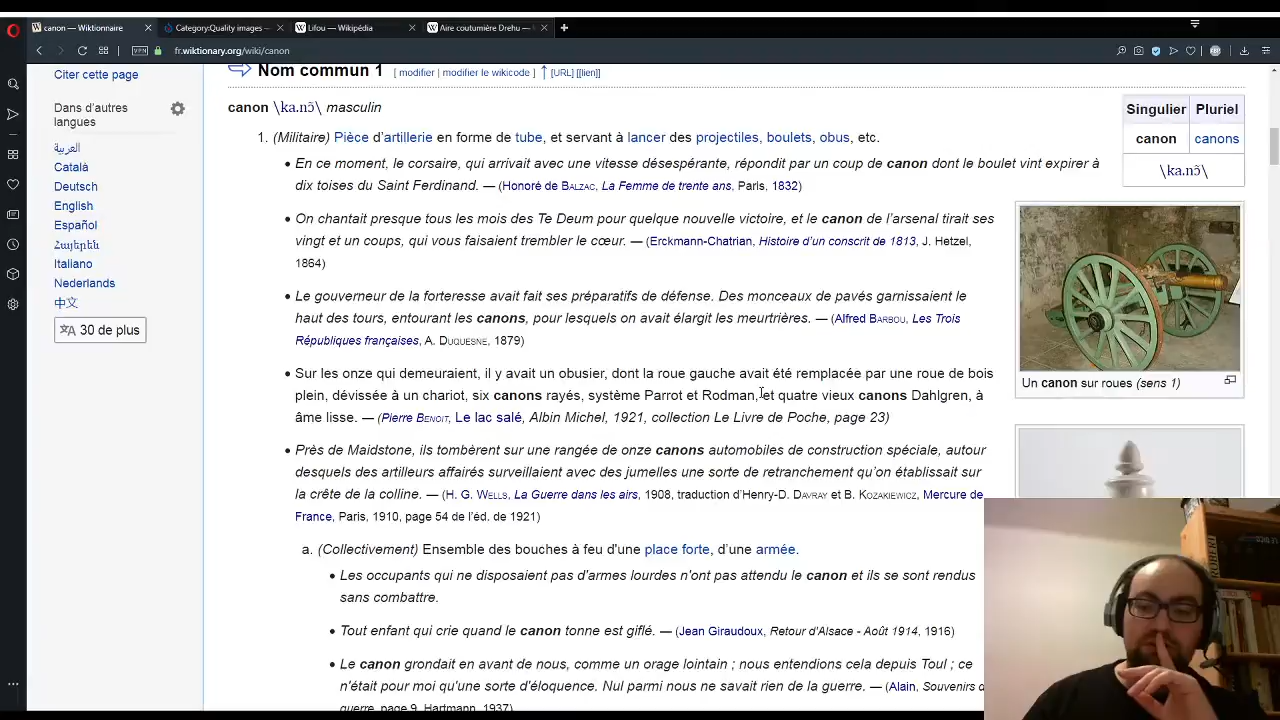 canon — Wiktionnaire
Category:Quality images –
Lifou — Wikipédia
Aire coutumière Drehu —
VPN
fr.wiktionary.org/wiki/canon
Citer cette page
Dans d’autres
langues
العربية
Català
Deutsch
English
Español
Հայերեն
Italiano
Nederlands
中文
30 de plus
Nom commun 1 [ modifier | modifier le wikicode ] ↑ [URL] [[lien]]
canon \ka.nɔ̃\ masculin
1. (Militaire) Pièce d’artillerie en forme de tube, et servant à lancer des projectiles, boulets, obus, etc.
• En ce moment, le corsaire, qui arrivait avec une vitesse désespérante, répondit par un coup de canon dont le boulet vint expirer à
dix toises du Saint Ferdinand. — (Honoré de Balzac, La Femme de trente ans, Paris, 1832)
• On chantait presque tous les mois des Te Deum pour quelque nouvelle victoire, et le canon de l’arsenal tirait ses
vingt et un coups, qui vous faisaient trembler le cœur. — (Erckmann-Chatrian, Histoire d’un conscrit de 1813, J. Hetzel,
1864)
• Le gouverneur de la forteresse avait fait ses préparatifs de défense. Des monceaux de pavés garnissaient le
haut des tours, entourant les canons, pour lesquels on avait élargit les meurtrières. — (Alfred Barbou, Les Trois
Républiques françaises, A. Duquesne, 1879)
• Sur les onze qui demeuraient, il y avait un obusier, dont la roue gauche avait été remplacée par une roue de bois
plein, dévissée à un chariot, six canons rayés, système Parrot et Rodman, et quatre vieux canons Dahlgren, à
âme lisse. — (Pierre Benoit, Le lac salé, Albin Michel, 1921, collection Le Livre de Poche, page 23)
• Près de Maidstone, ils tombèrent sur une rangée de onze canons automobiles de construction spéciale, autour
desquels des artilleurs affairés surveillaient avec des jumelles une sorte de retranchement qu’on établissait sur
la crête de la colline. — (H. G. Wells, La Guerre dans les airs, 1908, traduction d’Henry-D. Davray et B. Kozakiewicz, Mercure de
France, Paris, 1910, page 54 de l’éd. de 1921)
a. (Collectivement) Ensemble des bouches à feu d'une place forte, d’une armée.
• Les occupants qui ne disposaient pas d'armes lourdes n'ont pas attendu le canon et ils se sont rendus
sans combattre.
• Tout enfant qui crie quand le canon tonne est giflé. — (Jean Giraudoux, Retour d’Alsace - Août 1914, 1916)
• Le canon grondait en avant de nous, comme un orage lointain ; nous entendions cela depuis Toul ; ce
n'était pour moi qu'une sorte d'éloquence. Nul parmi nous ne savait rien de la guerre. — (Alain, Souvenirs
guerre, page 9, Hartmann, 1937)
Singulier Pluriel
canon canons
\ka.nɔ̃\
Un canon sur roues (sens 1)